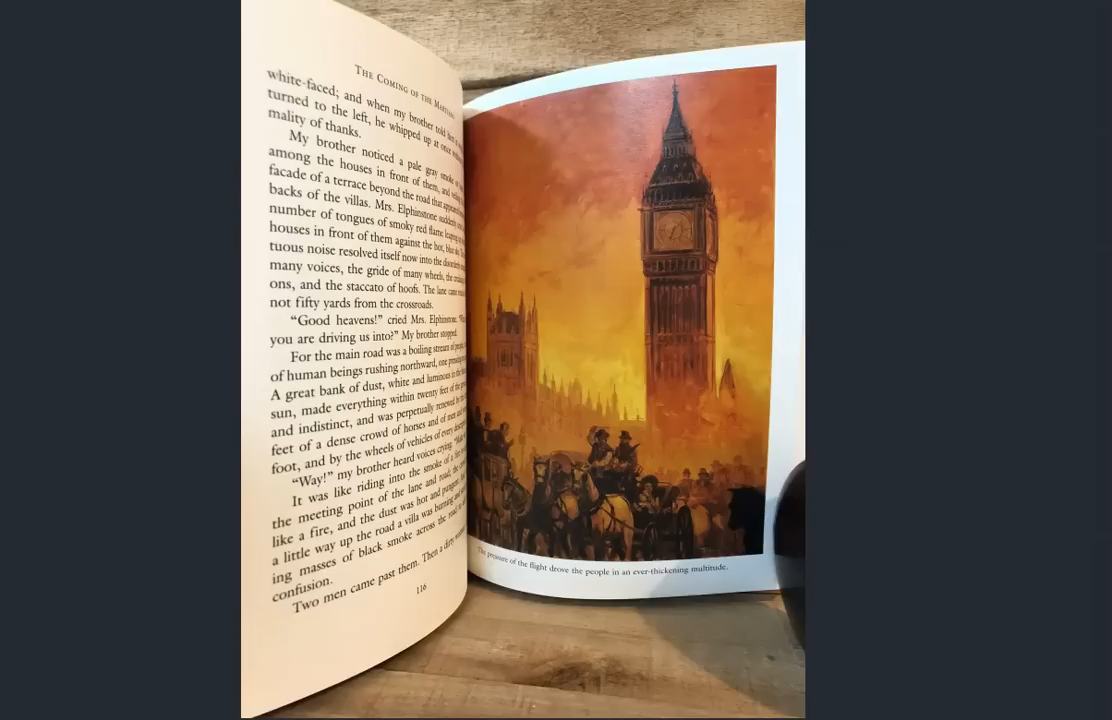 THE COMING OF THE MARTIANS
white-faced; and when my brother told
turned to the left, he whipped up at once
mality of thanks.
My brother noticed a pale gray smoke
among the houses in front of them, and
facade of a terrace beyond the road that appeared
backs of the villas. Mrs. Elphinstone suddenly
number of tongues of smoky red flame leaping
houses in front of them against the hot, blue
tuous noise resolved itself now into the disorderly
many voices, the gride of many wheels, the
ons, and the staccato of hoofs. The lane came
not fifty yards from the crossroads.
“Good heavens!” cried Mrs. Elphinstone.
you are driving us into?” My brother stopped.
For the main road was a boiling stream of people,
of human beings rushing northward, one
A great bank of dust, white and luminous in the
sun, made everything within twenty feet of the
and indistinct, and was perpetually renewed by
feet of a dense crowd of horses and of men and
foot, and by the wheels of vehicles of every
“Way!” my brother heard voices crying.
It was like riding into the smoke of a
the meeting point of the lane and road; the
like a fire, and the dust was hot and pungent.
a little way up the road a villa was burning and
ing masses of black smoke across the road to
confusion.
Two men came past them. Then a dirty
116
The pressure of the flight drove the people in an ever-thickening multitude.